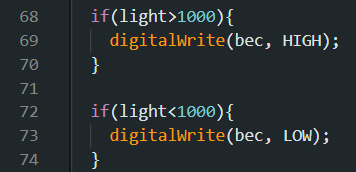 68 if(light>1000){
69 digitalWrite(bec, HIGH);
70 }
71
72 if(light<1000){
73 digitalWrite(bec, LOW);
74 }